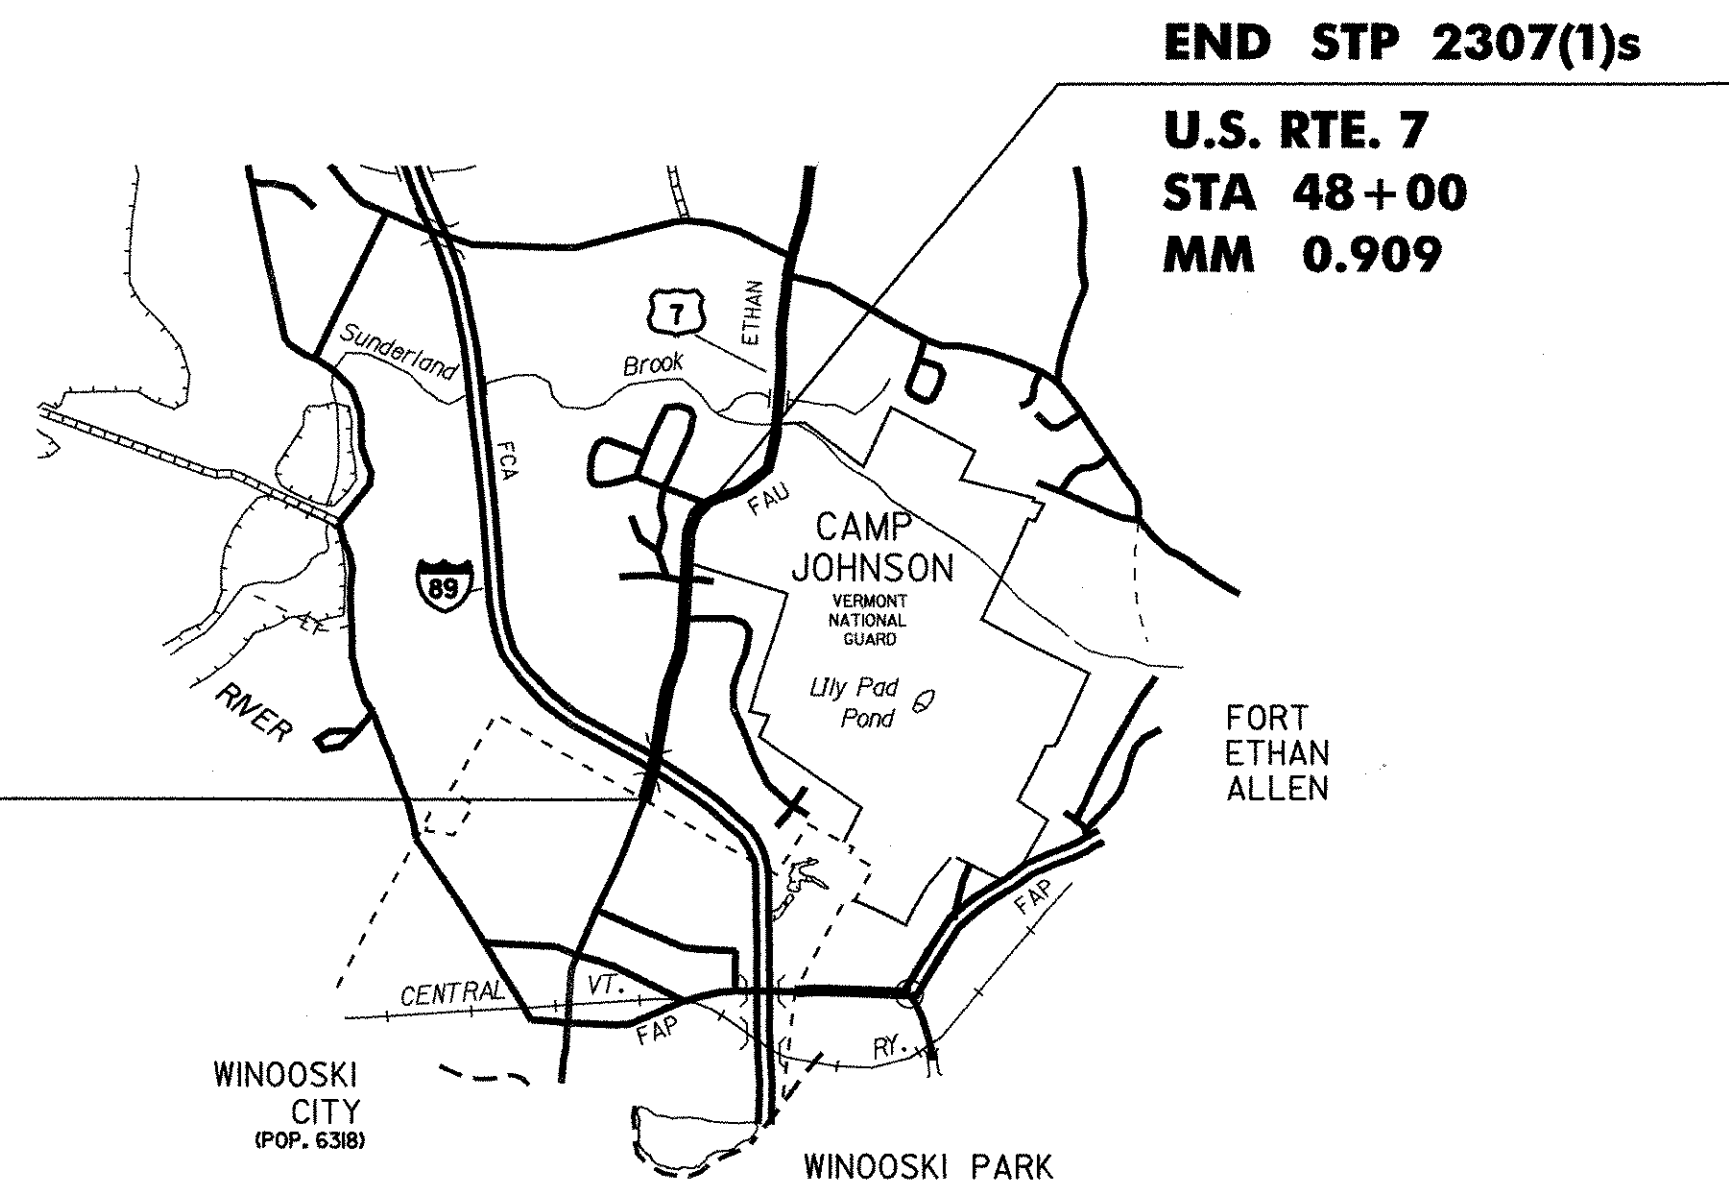 END STP 2307(1)s
U.S. RTE. 7
STA 48+00
MM 0.909
7
ETHAN
Sunderland
Brook
FCA
FAU
CAMP
JOHNSON
VERMONT
NATIONAL
GUARD
89
Lily Pad
Pond
RIVER
FORT
ETHAN
ALLEN
FAP
CENTRAL
VT.
FAP
RY.
WINOOSKI
CITY
(POP. 6318)
WINOOSKI PARK